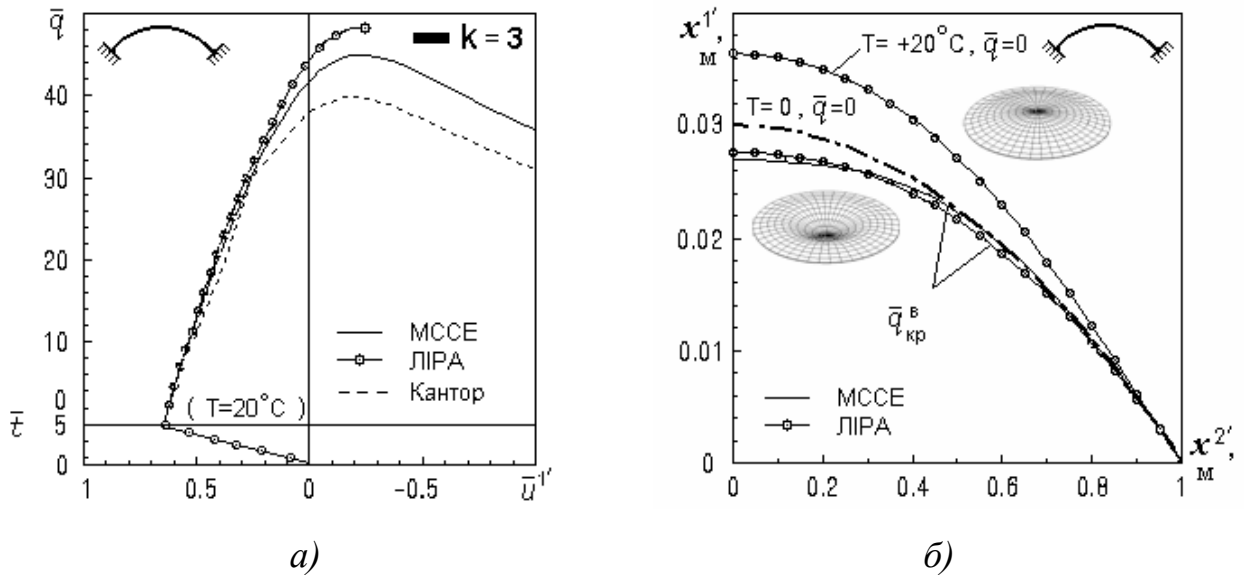 q̄
k = 3
40
30
20
10
0
МССЕ
ЛІРА
Кантор
( T=20°C )
t̄
5
0
1
0.5
0
-0.5
ū¹′
а)
x¹′,
м
T= +20°C, q̄=0
T= 0 , q̄=0
0.03
0.02
0.01
0
q̄ᵏᵖ ᵇ
МССЕ
ЛІРА
x²′,
м
0
0.2
0.4
0.6
0.8
1
б)